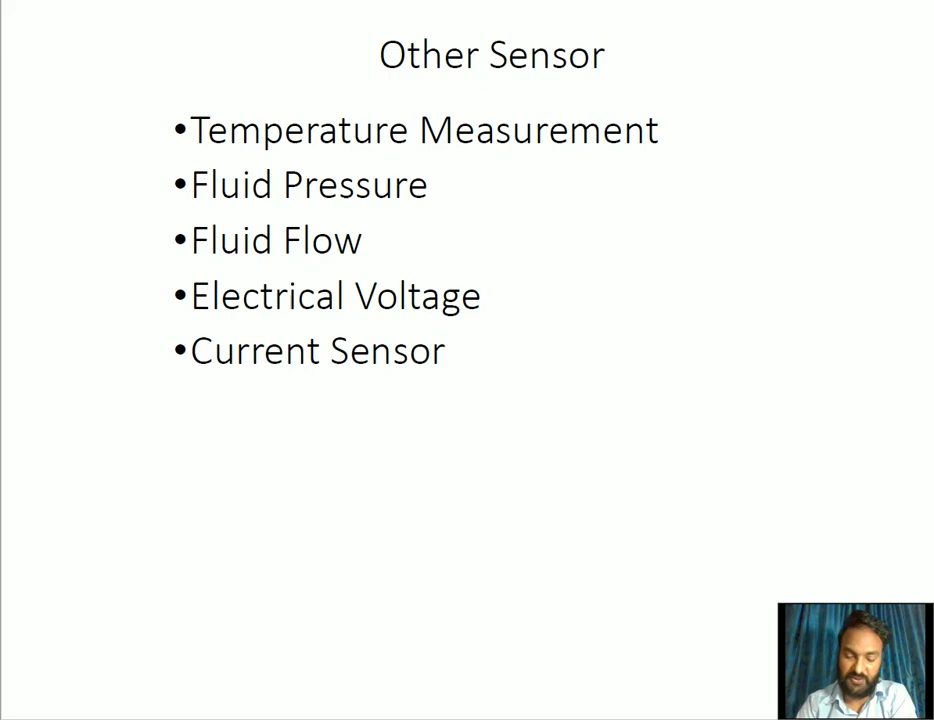 Other Sensor
•Temperature Measurement
•Fluid Pressure
•Fluid Flow
•Electrical Voltage
•Current Sensor